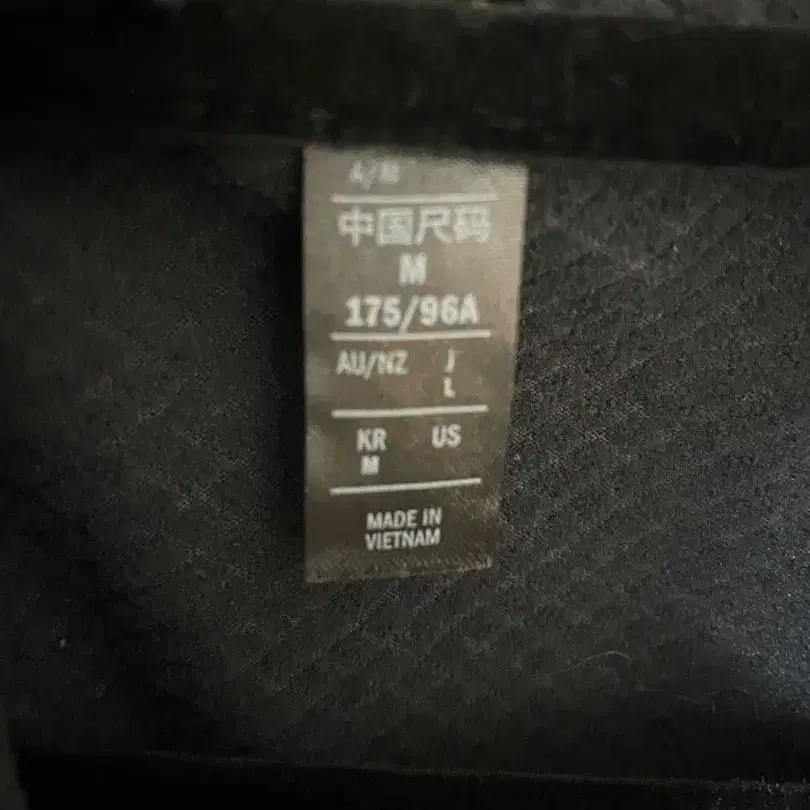 A/M
中国尺码
M
175/96A
AU/NZ J
L
KR US
M
MADE IN
VIETNAM